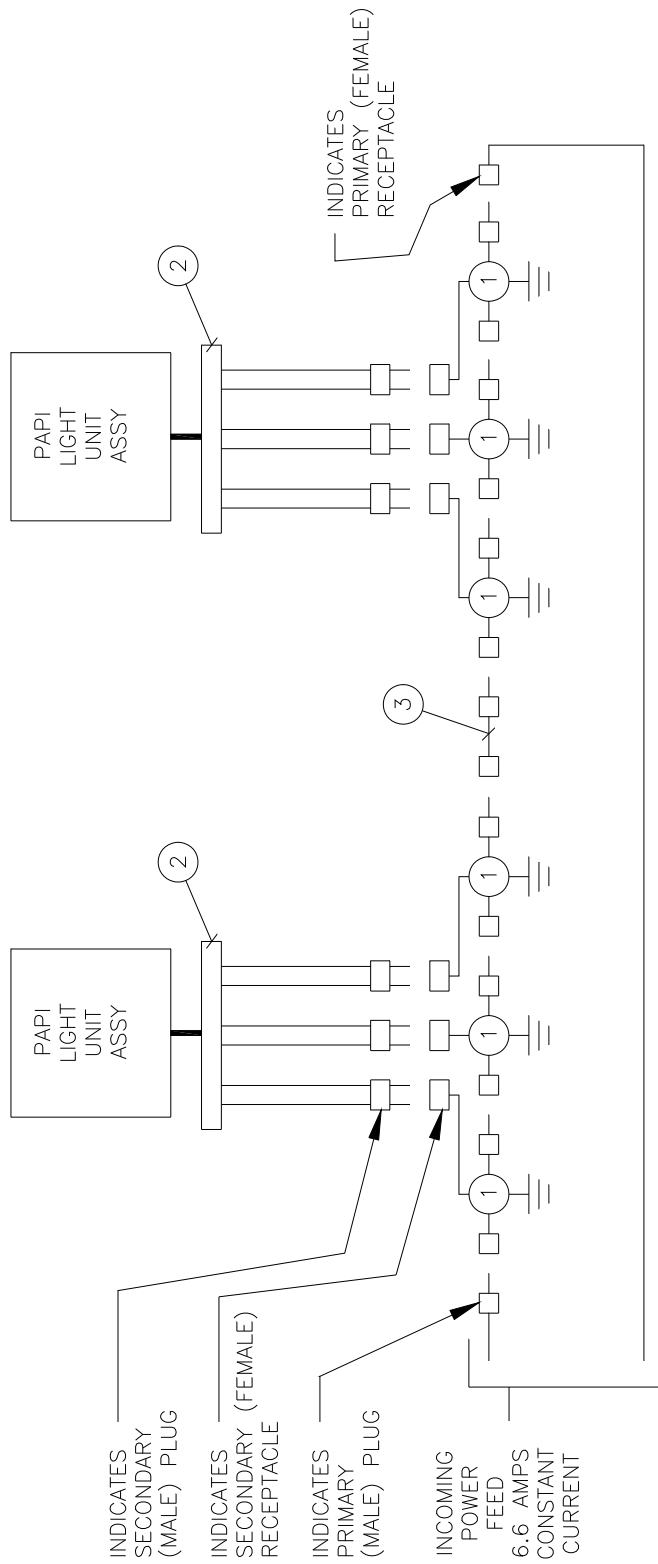 PAPI
LIGHT
UNIT
ASSY
2
PAPI
LIGHT
UNIT
ASSY
2
INDICATES
SECONDARY
(MALE) PLUG
INDICATES
SECONDARY (FEMALE)
RECEPTACLE
INDICATES
PRIMARY
(MALE) PLUG
INCOMING
POWER
FEED
6.6 AMPS
CONSTANT
CURRENT
INDICATES
PRIMARY (FEMALE)
RECEPTACLE
3
1
1
1
1
1
1